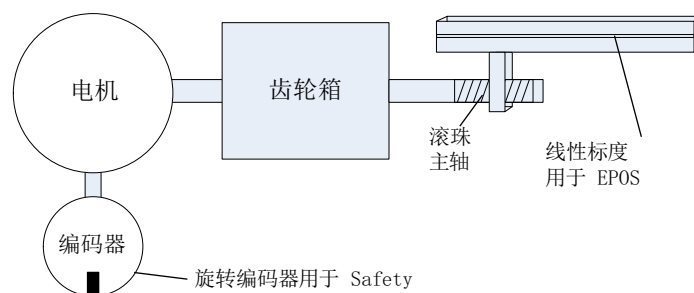 电机
齿轮箱
滚珠
主轴
线性标度
用于 EPOS
编码器
旋转编码器用于 Safety